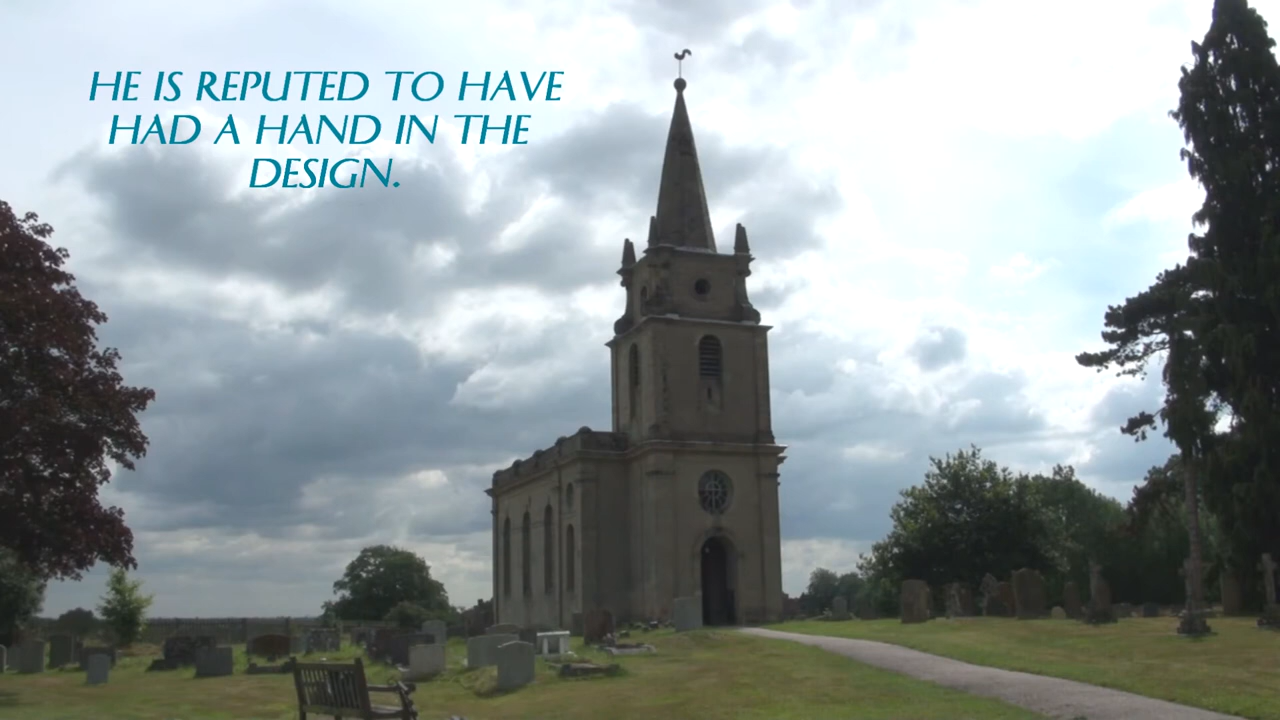 HE IS REPUTED TO HAVE
HAD A HAND IN THE
DESIGN.